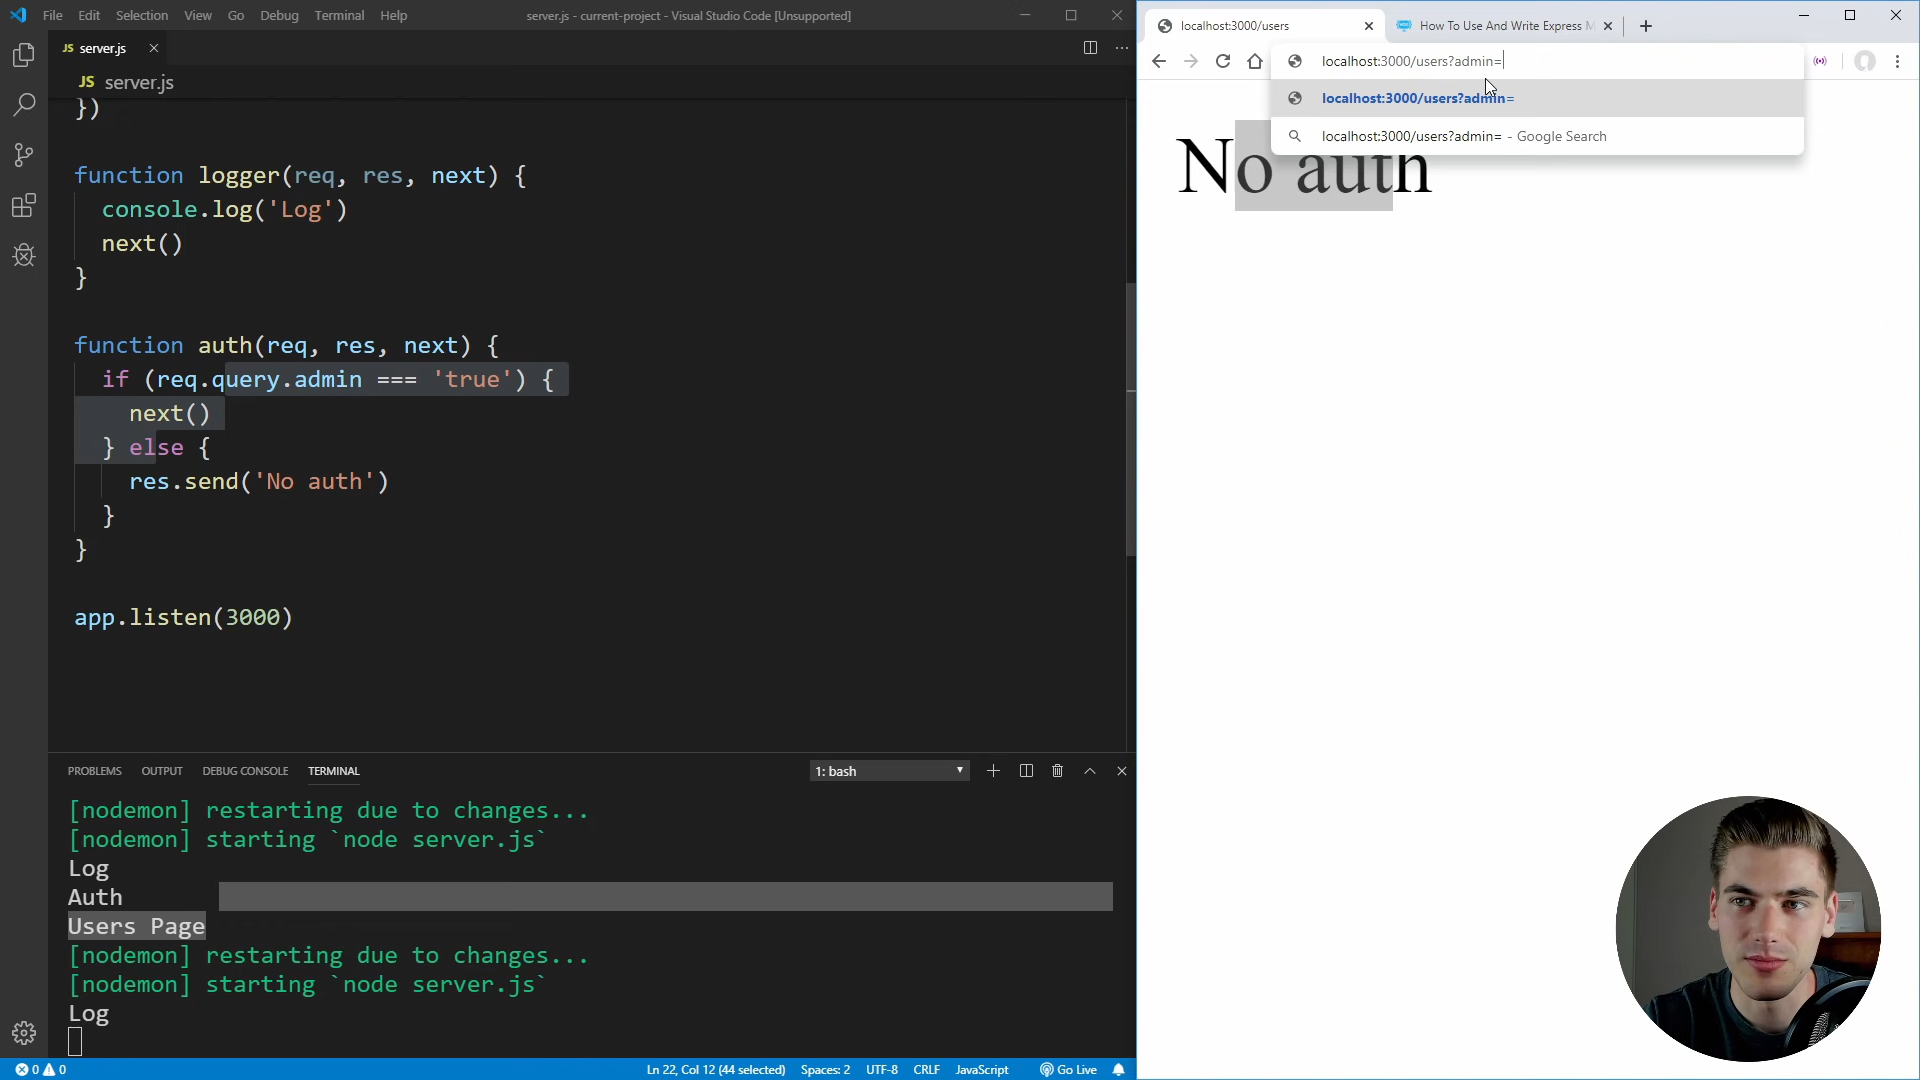 File Edit Selection View Go Debug Terminal Help
server.js - current-project - Visual Studio Code [Unsupported]
JS server.js
JS server.js
})
function logger(req, res, next) {
console.log('Log')
next()
}
function auth(req, res, next) {
if (req.query.admin === 'true') {
next()
} else {
res.send('No auth')
}
}
app.listen(3000)
PROBLEMS OUTPUT DEBUG CONSOLE TERMINAL
1: bash
[nodemon] restarting due to changes...
[nodemon] starting `node server.js`
Log
Auth
Users Page
[nodemon] restarting due to changes...
[nodemon] starting `node server.js`
Log
0 0
Ln 22, Col 12 (44 selected) Spaces: 2 UTF-8 CRLF JavaScript Go Live
localhost:3000/users
How To Use And Write Express M
localhost:3000/users?admin=
localhost:3000/users?admin=
localhost:3000/users?admin= - Google Search
No auth